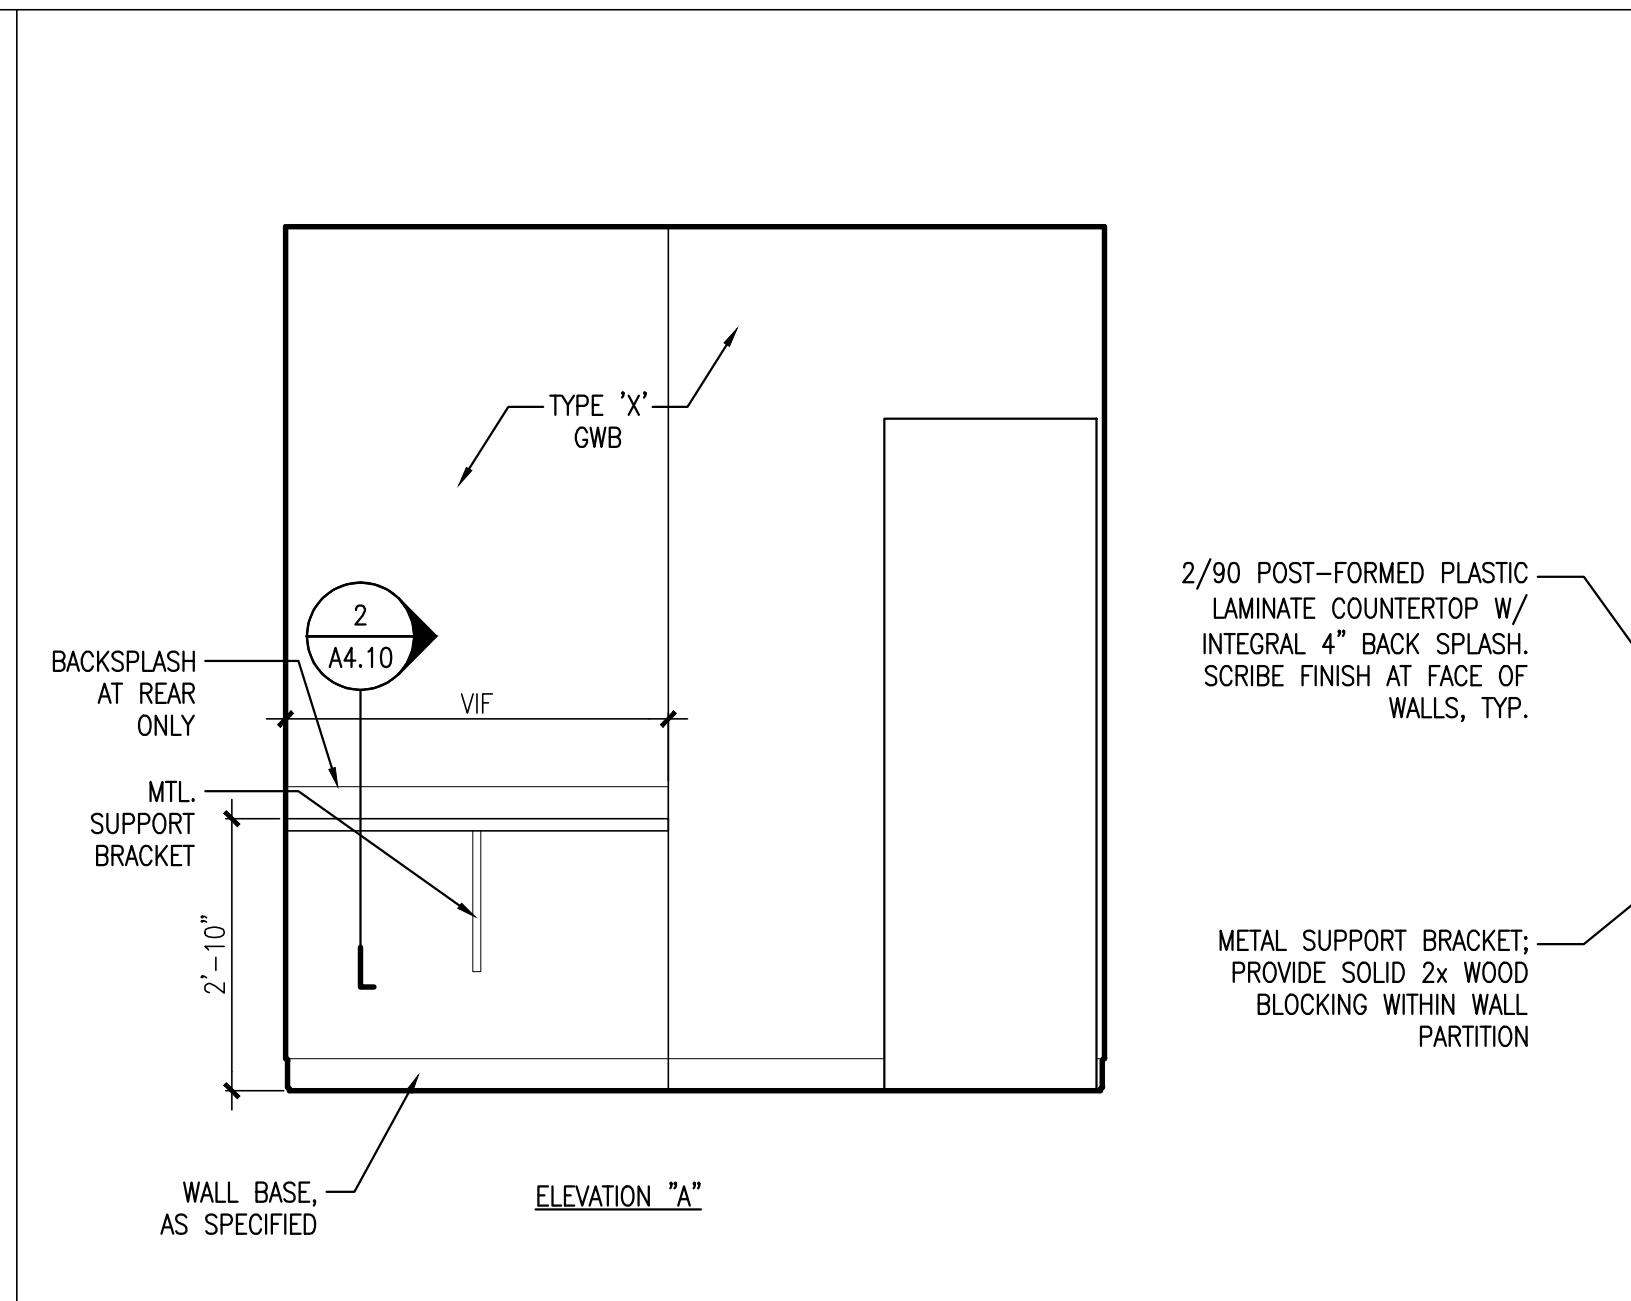 TYPE 'X'
GWB
2
A4.10
BACKSPLASH
AT REAR
ONLY
VIF
MTL.
SUPPORT
BRACKET
2'-10"
WALL BASE,
AS SPECIFIED
ELEVATION "A"
2/90 POST-FORMED PLASTIC
LAMINATE COUNTERTOP W/
INTEGRAL 4" BACK SPLASH.
SCRIBE FINISH AT FACE OF
WALLS, TYP.
METAL SUPPORT BRACKET;
PROVIDE SOLID 2x WOOD
BLOCKING WITHIN WALL
PARTITION